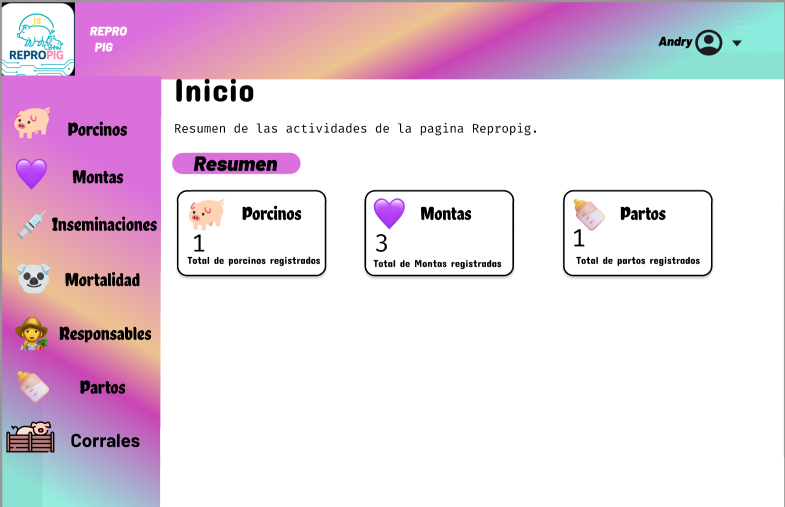 js
REPROPIG
REPRO
PIG
Andry
Porcinos
Montas
Inseminaciones
Mortalidad
Responsables
Partos
Corrales
Inicio
Resumen de las actividades de la pagina Repropig.
Resumen
Porcinos
1
Total de porcinos registrados
Montas
3
Total de Montas registradas
Partos
1
Total de partos registrados